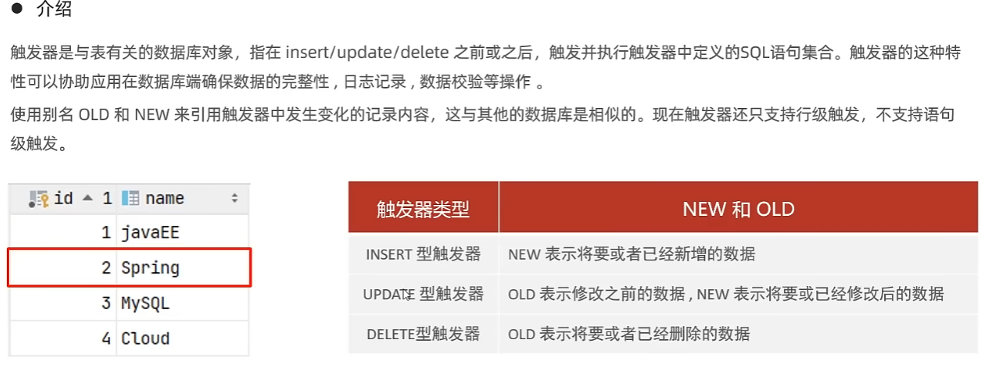 ● 介绍
触发器是与表有关的数据库对象，指在 insert/update/delete 之前或之后，触发并执行触发器中定义的SQL语句集合。触发器的这种特
性可以协助应用在数据库端确保数据的完整性 , 日志记录 , 数据校验等操作 。
使用别名 OLD 和 NEW 来引用触发器中发生变化的记录内容，这与其他的数据库是相似的。现在触发器还只支持行级触发，不支持语句
级触发。
id 1 name
1 javaEE
2 Spring
3 MySQL
4 Cloud
触发器类型 NEW 和 OLD
INSERT 型触发器 NEW 表示将要或者已经新增的数据
UPDATE 型触发器 OLD 表示修改之前的数据 , NEW 表示将要或已经修改后的数据
DELETE型触发器 OLD 表示将要或者已经删除的数据